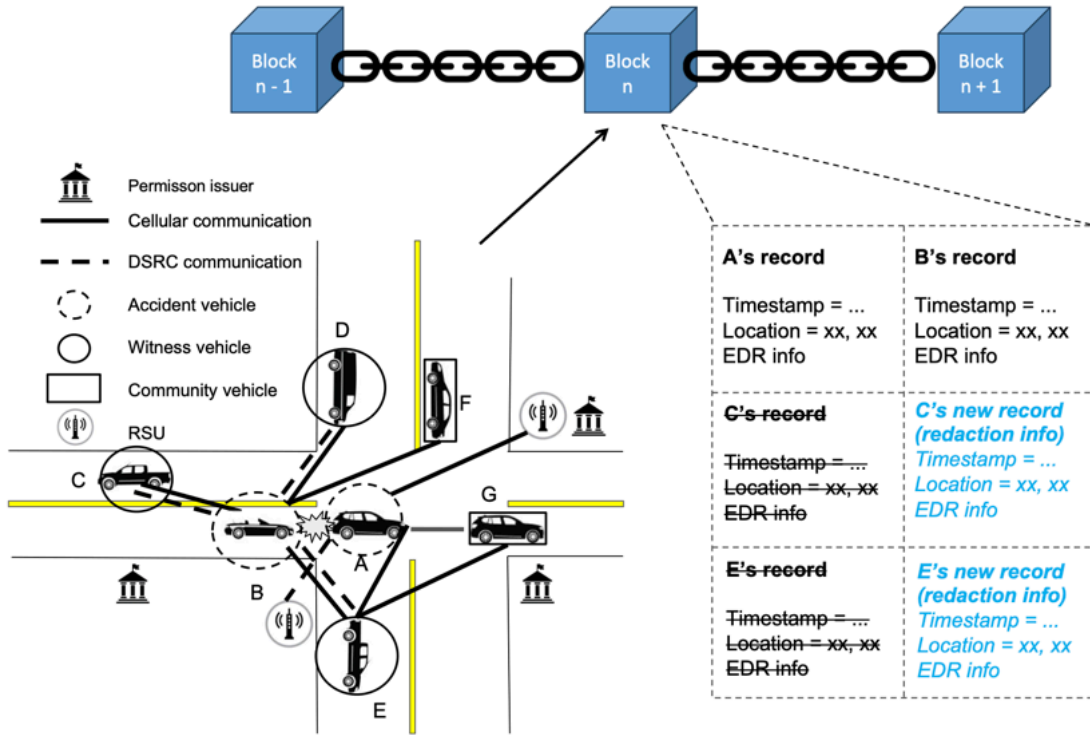 Block
n - 1
Block
n
Block
n + 1
Permisson issuer
Cellular communication
DSRC communication
Accident vehicle
Witness vehicle
Community vehicle
RSU
D
F
C
G
A
B
E
A's record
Timestamp = ...
Location = xx, xx
EDR info
B's record
Timestamp = ...
Location = xx, xx
EDR info
C's record
Timestamp = ...
Location = xx, xx
EDR info
C's new record
(redaction info)
Timestamp = ...
Location = xx, xx
EDR info
E's record
Timestamp = ...
Location = xx, xx
EDR info
E's new record
(redaction info)
Timestamp = ...
Location = xx, xx
EDR info